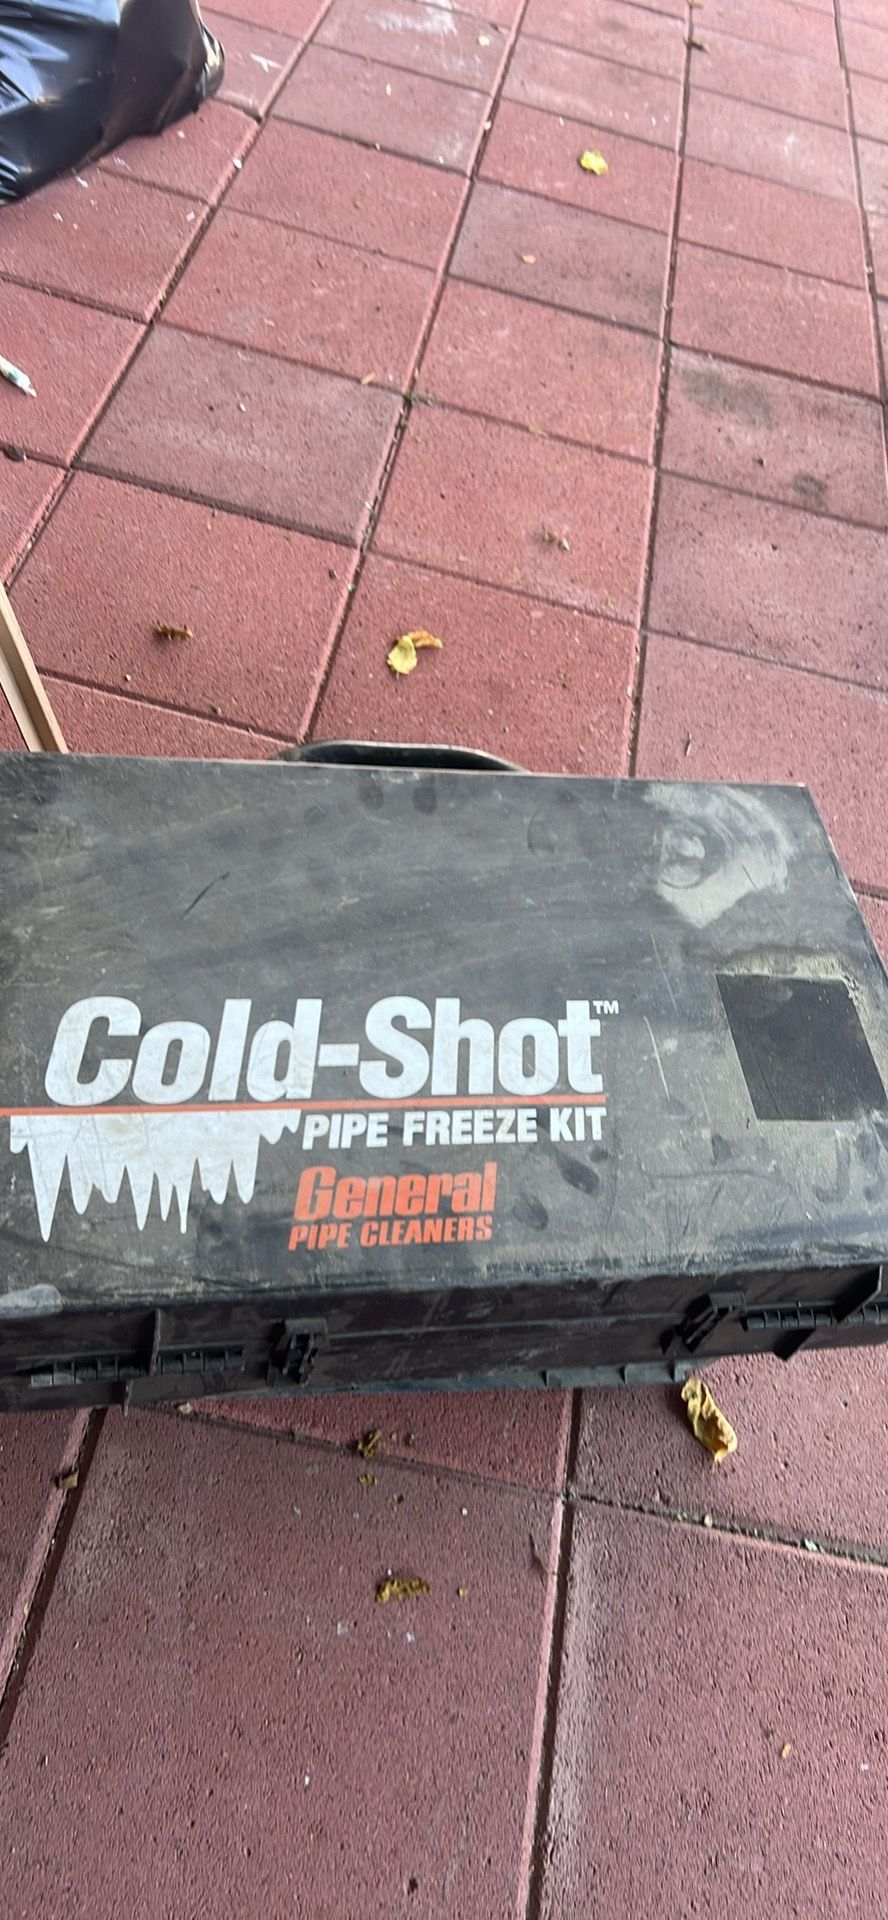 Cold-Shot™
PIPE FREEZE KIT
General
PIPE CLEANERS